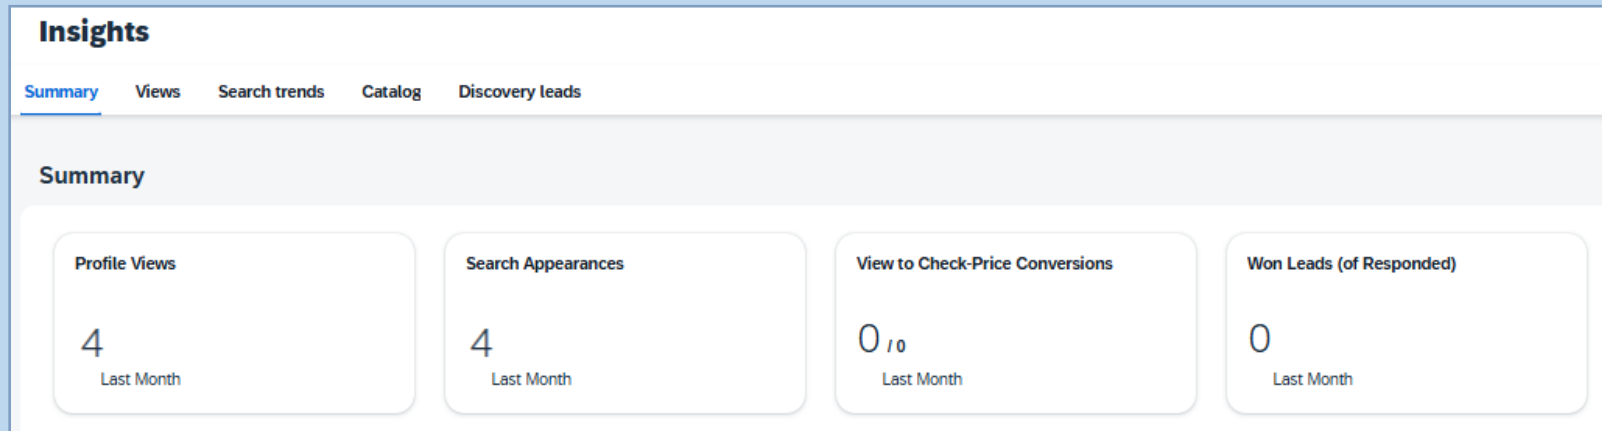 Insights
Summary Views Search trends Catalog Discovery leads
Summary
Profile Views Search Appearances View to Check-Price Conversions Won Leads (of Responded)
4 4 0 / 0 0
Last Month Last Month Last Month Last Month